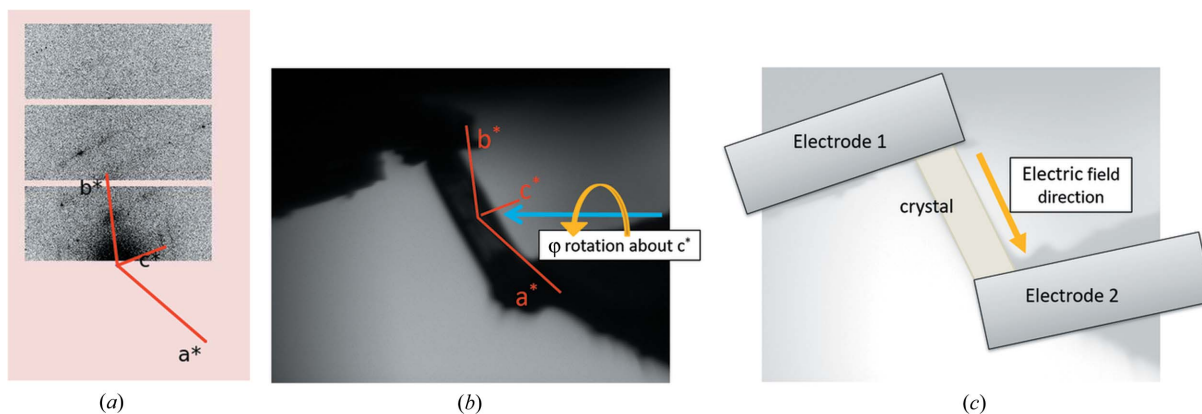 b*
c*
a*
(a)
b*
c*
φ rotation about c*
a*
(b)
Electrode 1
Electric field
direction
crystal
Electrode 2
(c)